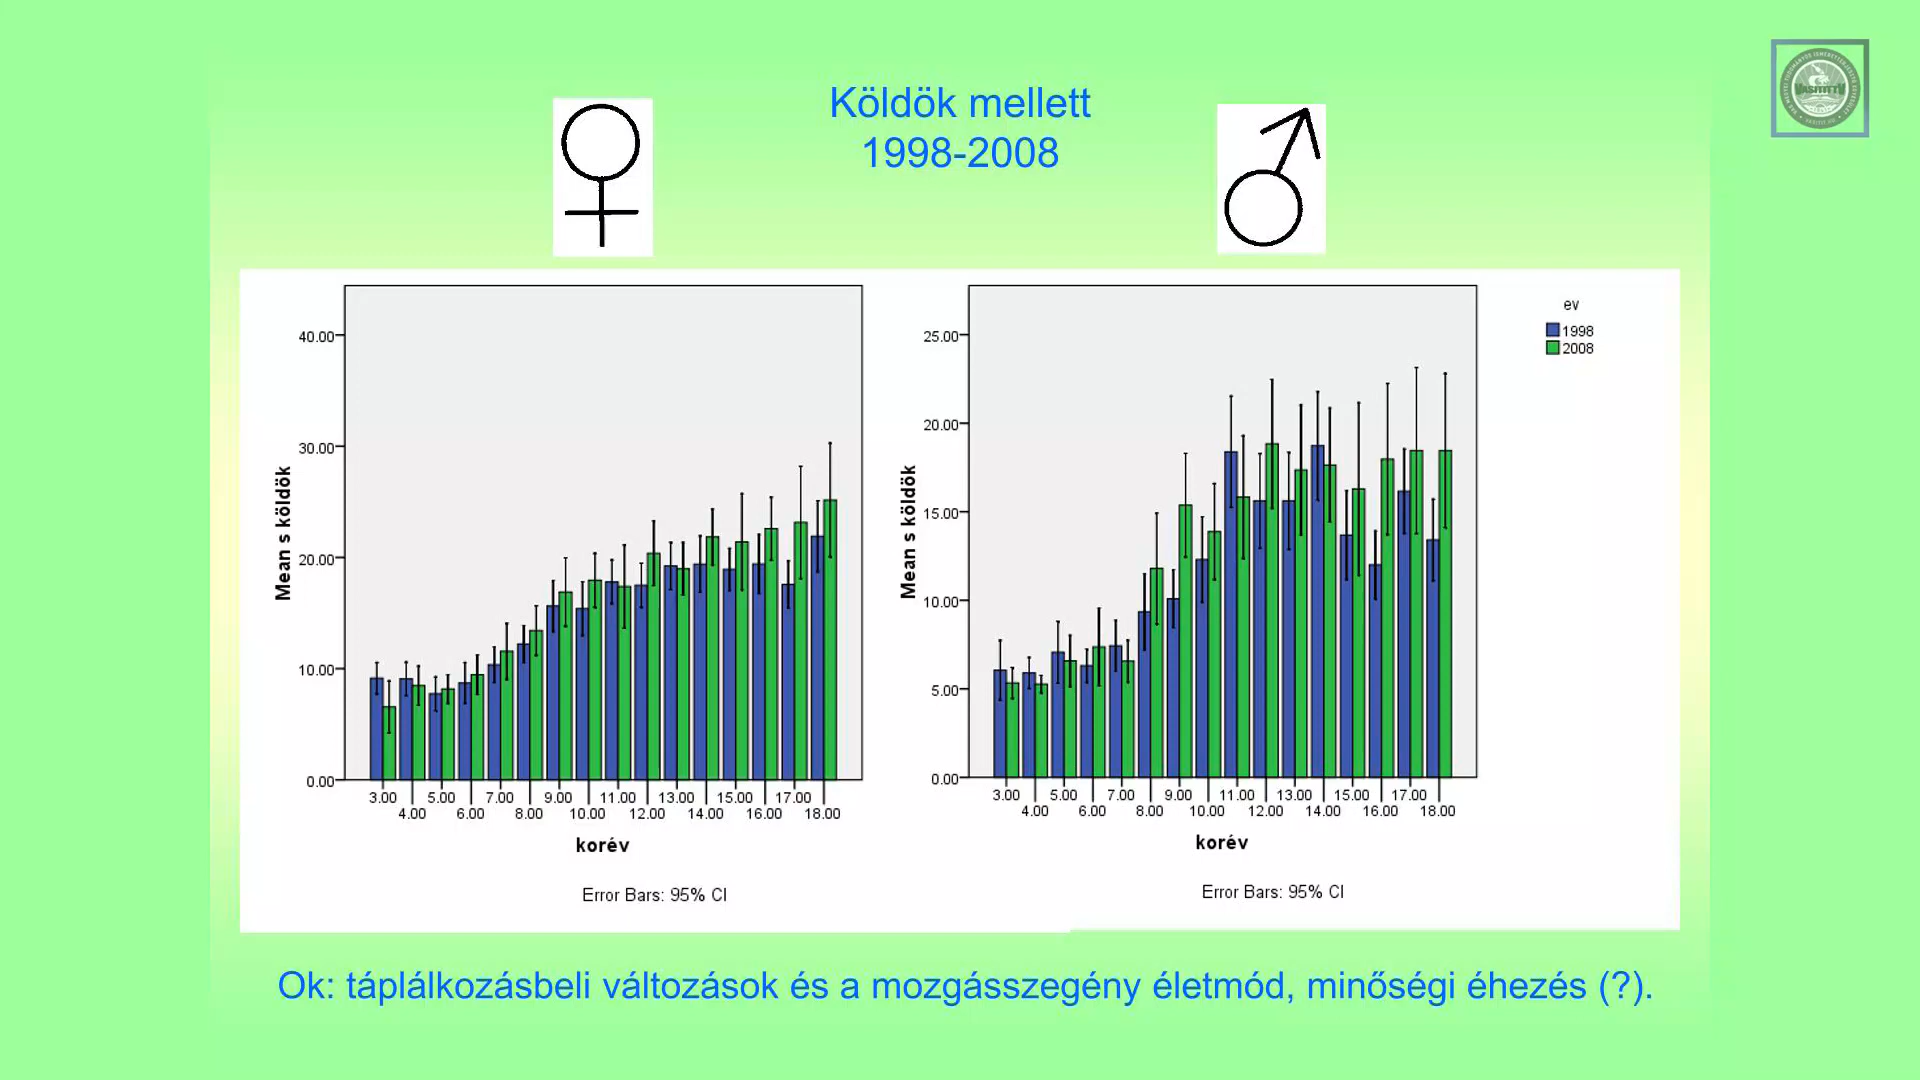 Köldök mellett
1998-2008
VASITITTV
40.00
30.00
20.00
10.00
0.00
Mean s köldök
3.00 5.00 7.00 9.00 11.00 13.00 15.00 17.00
4.00 6.00 8.00 10.00 12.00 14.00 16.00 18.00
korév
Error Bars: 95% CI
25.00
20.00
15.00
10.00
5.00
0.00
Mean s köldök
3.00 5.00 7.00 9.00 11.00 13.00 15.00 17.00
4.00 6.00 8.00 10.00 12.00 14.00 16.00 18.00
korév
Error Bars: 95% CI
ev
1998
2008
Ok: táplálkozásbeli változások és a mozgásszegény életmód, minőségi éhezés (?).